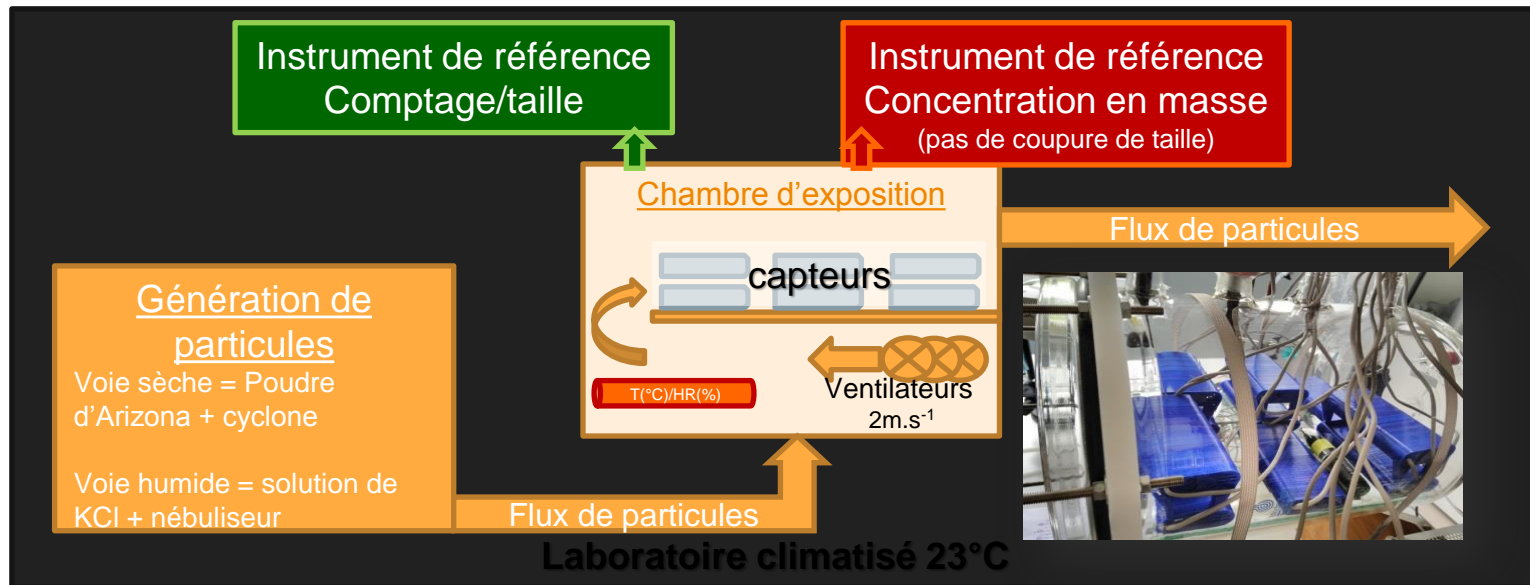 Instrument de référence
Comptage/taille
Instrument de référence
Concentration en masse
(pas de coupure de taille)
Chambre d’exposition
capteurs
T(°C)/HR(%)
Ventilateurs
2m.s⁻¹
Flux de particules
Génération de
particules
Voie sèche = Poudre
d’Arizona + cyclone
Voie humide = solution de
KCl + nébuliseur
Flux de particules
Laboratoire climatisé 23°C